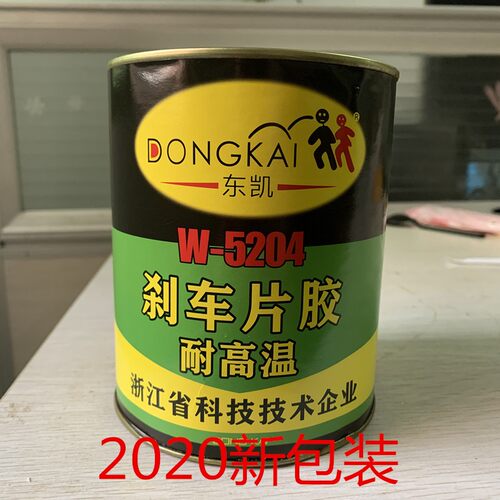 DONGKAI
®
东凯
W-5204
刹车片胶
耐高温
浙江省科技技术企业
2020新包装